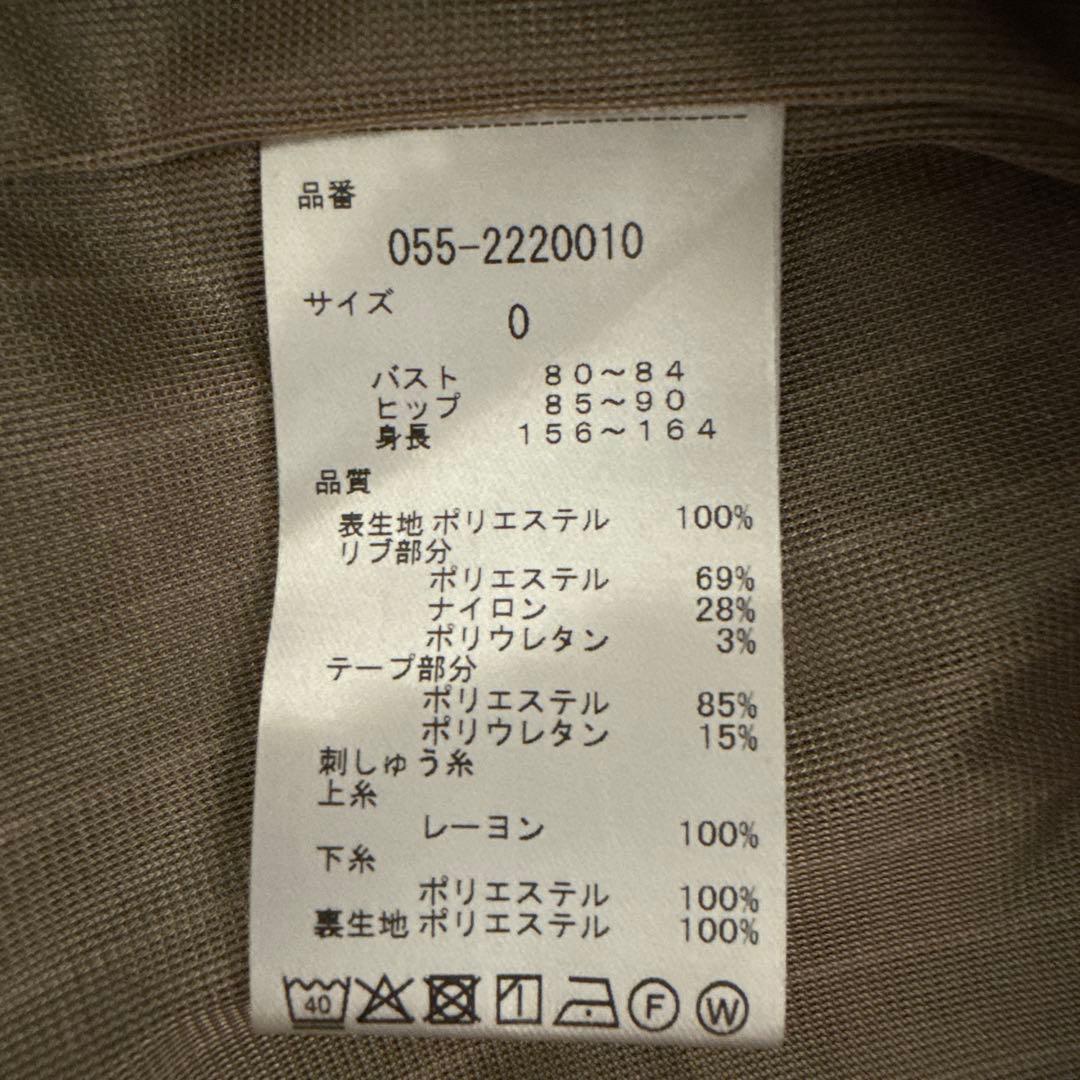 品番
055-2220010
サイズ
0
バスト 80～84
ヒップ 85～90
身長 156～164
品質
表生地 ポリエステル 100%
リブ部分
ポリエステル 69%
ナイロン 28%
ポリウレタン 3%
テープ部分
ポリエステル 85%
ポリウレタン 15%
刺しゅう糸
上糸
レーヨン 100%
下糸
ポリエステル 100%
裏生地 ポリエステル 100%
40 F W